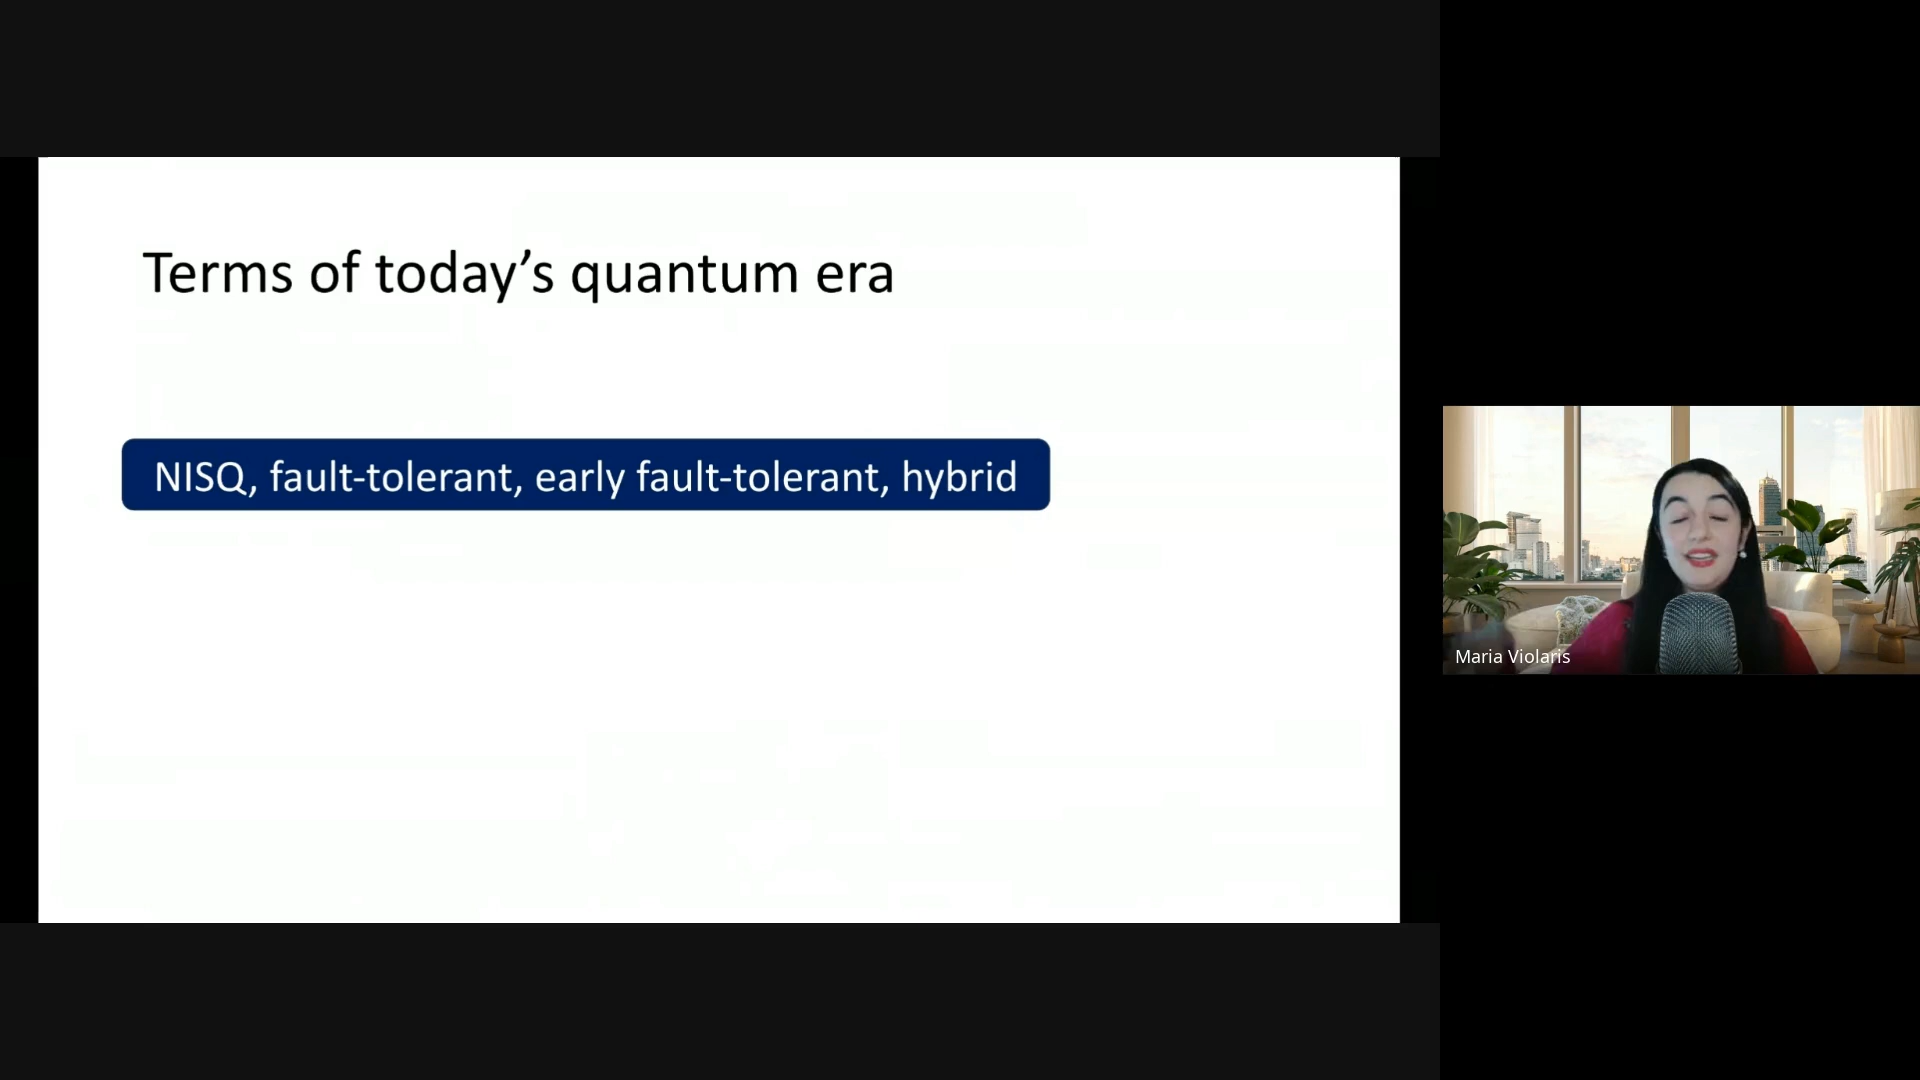 Terms of today’s quantum era
NISQ, fault-tolerant, early fault-tolerant, hybrid
Maria Violaris